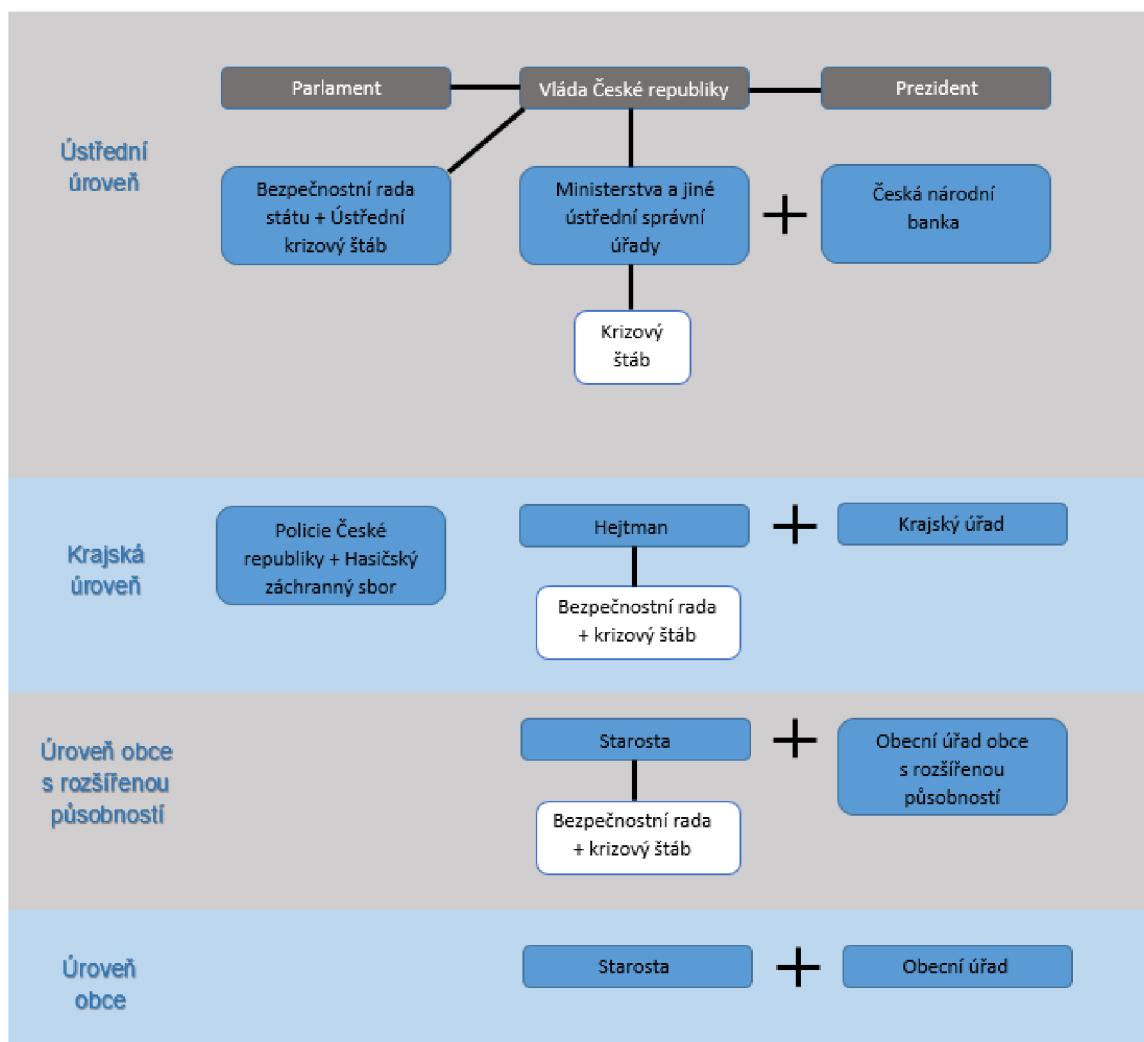 Parlament
Vláda České republiky
Prezident
Ústřední
úroveň
Bezpečnostní rada
státu + Ústřední
krizový štáb
Ministerstva a jiné
ústřední správní
úřady
+
Česká národní
banka
Krizový
štáb
Krajská
úroveň
Policie České
republiky + Hasičský
záchranný sbor
Hejtman
+
Krajský úřad
Bezpečnostní rada
+ krizový štáb
Úroveň obce
s rozšířenou
působností
Starosta
+
Obecní úřad obce
s rozšířenou
působností
Bezpečnostní rada
+ krizový štáb
Úroveň
obce
Starosta
+
Obecní úřad